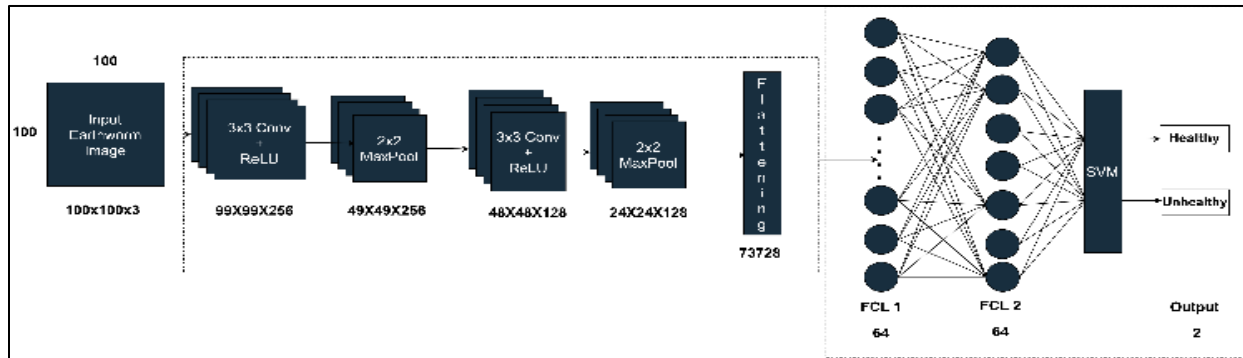 100
100
Input
Earthworm
Image
100x100x3
3x3 Conv
+
ReLU
99X99X256
2x2
MaxPool
49X49X256
3x3 Conv
+
ReLU
48X48X128
2x2
MaxPool
24X24X128
Flattening
73728
FCL 1
64
FCL 2
64
SVM
Healthy
Unhealthy
Output
2